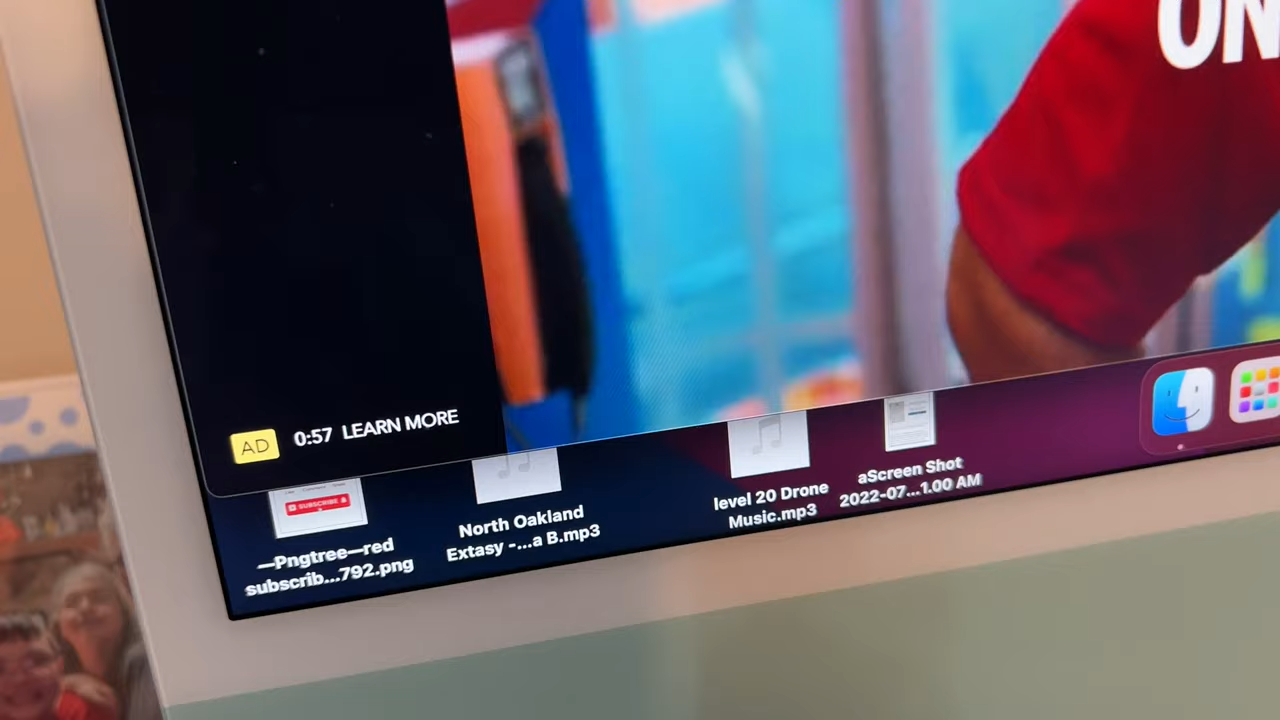 ON
AD 0:57 LEARN MORE
SUBSCRIBE
—Pngtree—red
subscrib...792.png
North Oakland
Extasy -...a B.mp3
level 20 Drone
Music.mp3
aScreen Shot
2022-07...1.00 AM